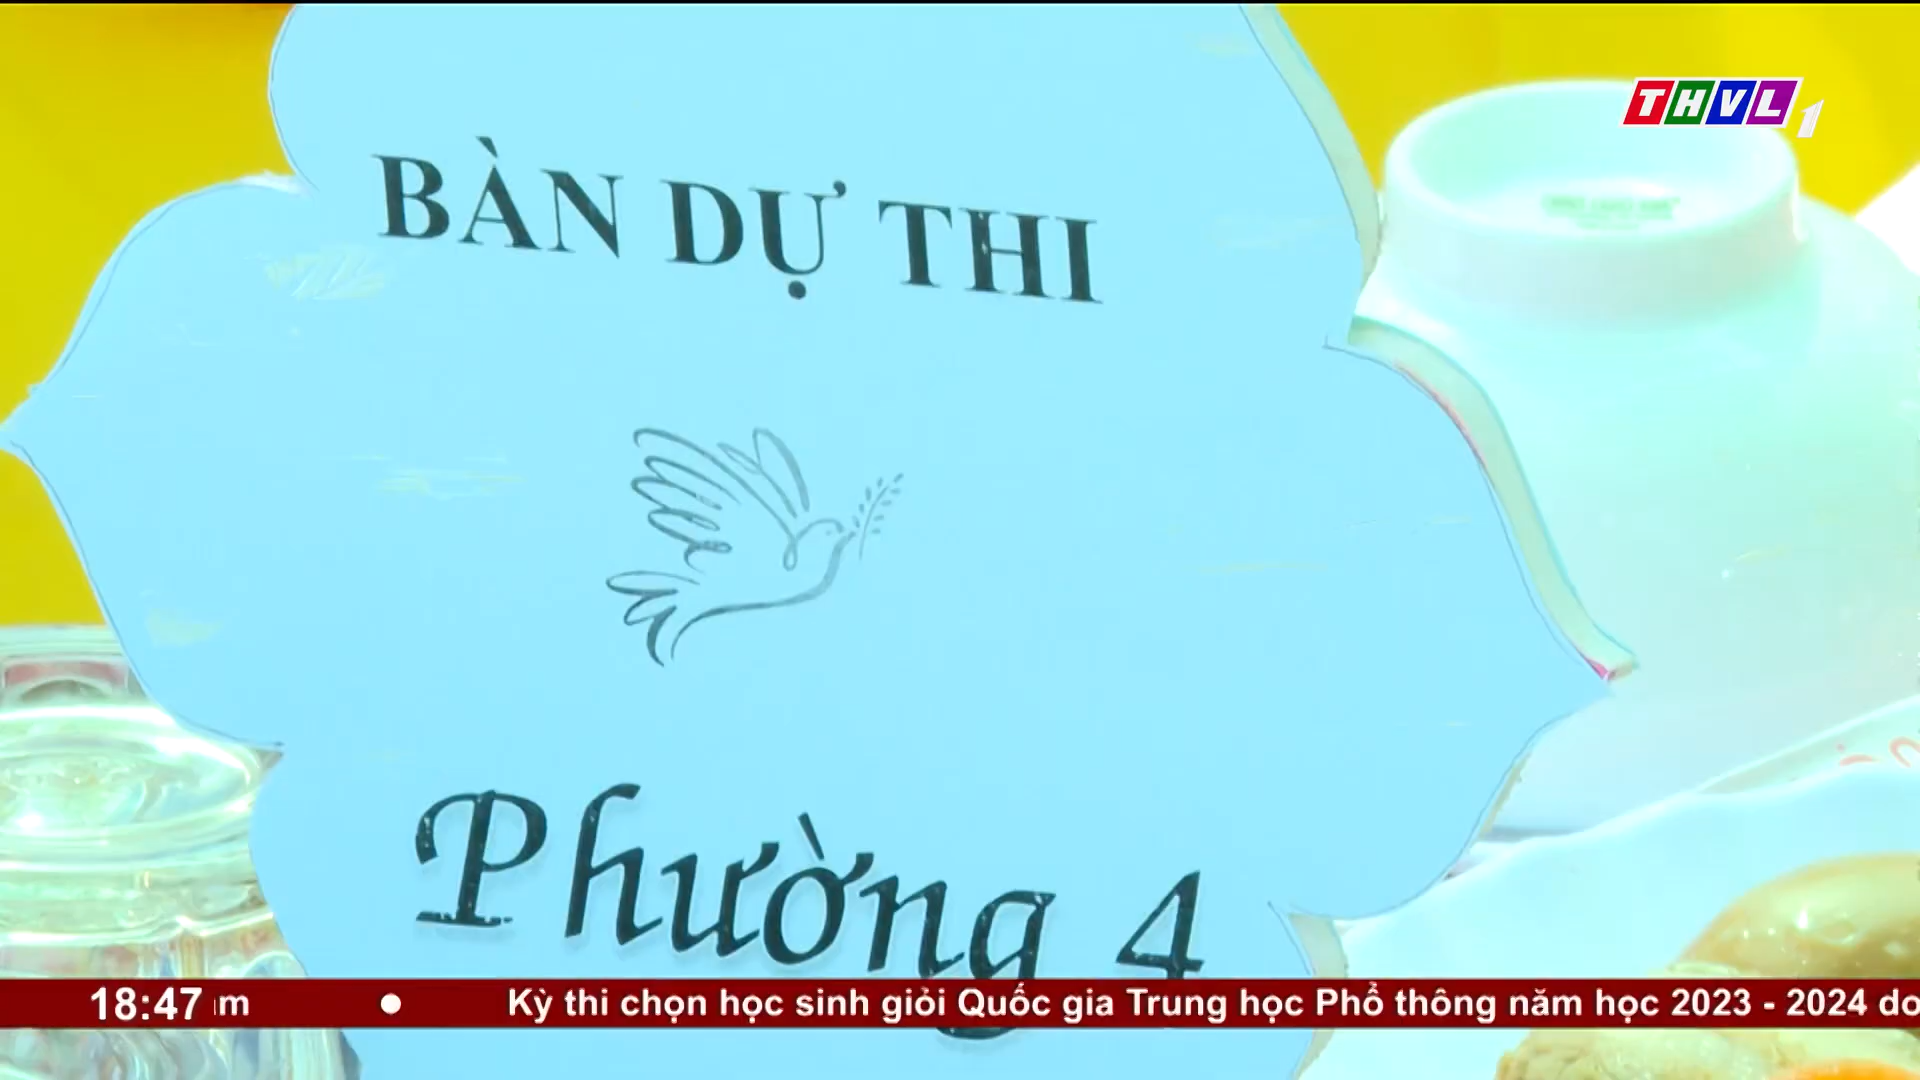 THVL1
BÀN DỰ THI
Phường 4
18:47
Kỳ thi chọn học sinh giỏi Quốc gia Trung học Phổ thông năm học 2023 - 2024